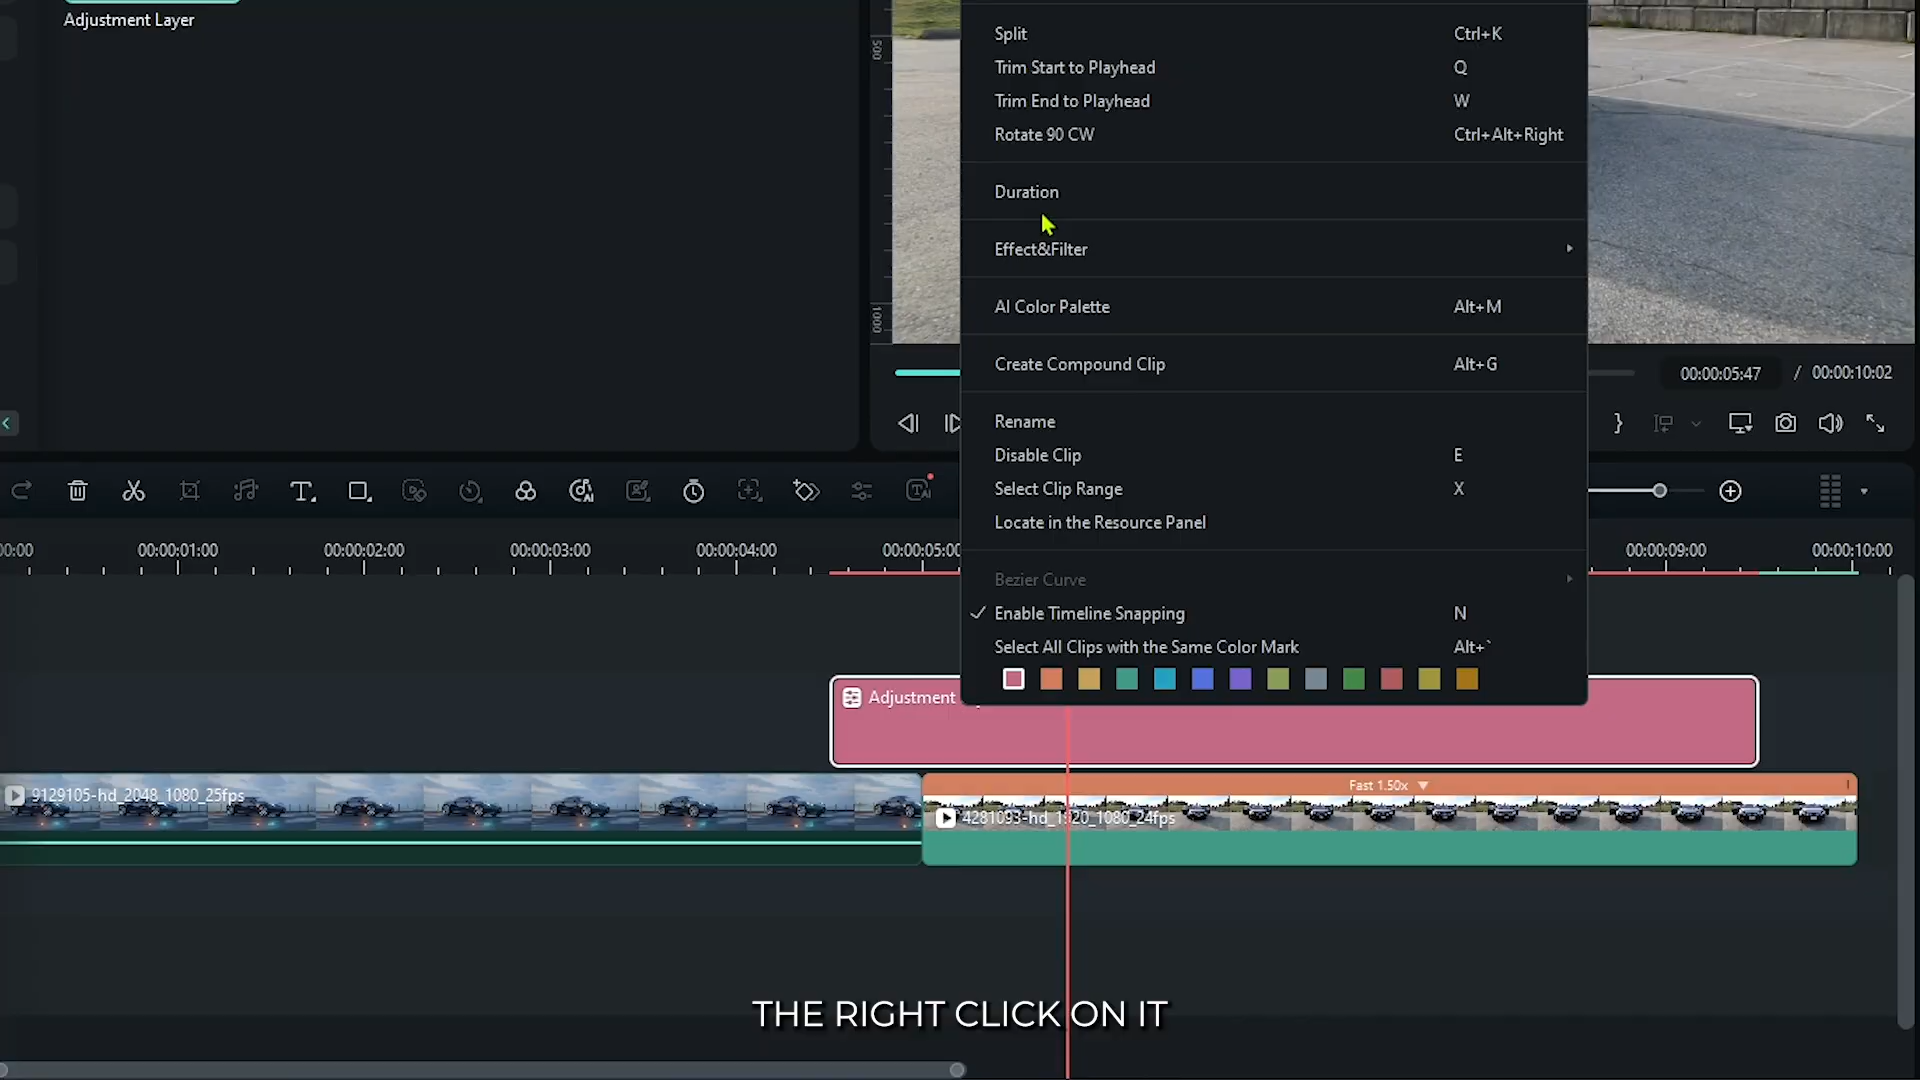 Adjustment Layer
Split Ctrl+K
Trim Start to Playhead Q
Trim End to Playhead W
Rotate 90 CW Ctrl+Alt+Right
Duration
Effect&Filter
AI Color Palette Alt+M
Create Compound Clip Alt+G
Rename
Disable Clip E
Select Clip Range X
Locate in the Resource Panel
Bezier Curve
Enable Timeline Snapping N
Select All Clips with the Same Color Mark Alt+`
500
1000
00:00:05:47 / 00:00:10:02
00:00 00:00:01:00 00:00:02:00 00:00:03:00 00:00:04:00 00:00:05:00 00:00:09:00 00:00:10:00
Adjustment
Fast 1.50x
9129105-hd_2048_1080_25fps
4281093-hd_1920_1080_24fps
THE RIGHT CLICK ON IT